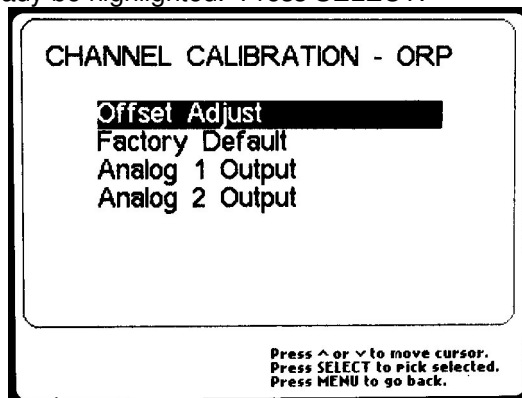 be highlighted. Press SELECT.
CHANNEL CALIBRATION - ORP
Offset Adjust
Factory Default
Analog 1 Output
Analog 2 Output
Press ^ or v to move cursor.
Press SELECT to Pick selected.
Press MENU to go back.